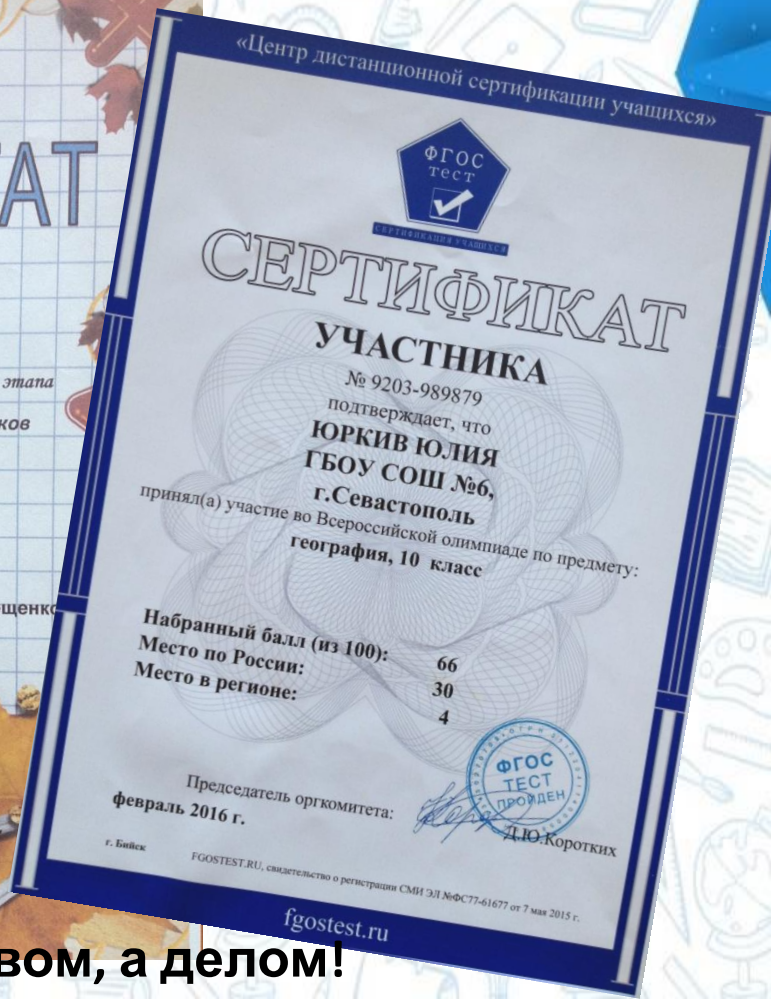 «Центр дистанционной сертификации учащихся»
ФГОС
тест
СЕРТИФИКАЦИЯ УЧАЩИХСЯ
СЕРТИФИКАТ
УЧАСТНИКА
№ 9203-989879
подтверждает, что
ЮРКИВ ЮЛИЯ
ГБОУ СОШ №6,
г.Севастополь
принял(а) участие во Всероссийской олимпиаде по предмету:
география, 10 класс
Набранный балл (из 100): 66
Место по России: 30
Место в регионе: 4
ФГОС
ТЕСТ
ПРОЙДЕН
Председатель оргкомитета:
Д.Ю.Коротких
февраль 2016 г.
г. Бийск
FGOSTEST.RU, свидетельство о регистрации СМИ ЭЛ №ФС77-61677 от 7 мая 2015 г.
fgostest.ru
АТ
этапа
ков
щенко
вом, а делом!